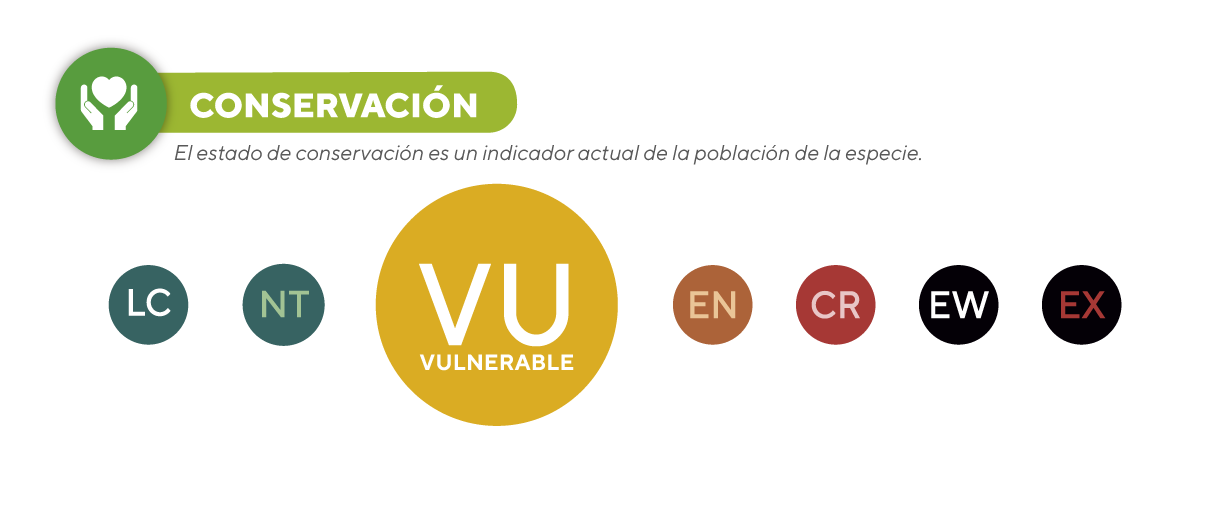 CONSERVACIÓN
El estado de conservación es un indicador actual de la población de la especie.
LC NT VU EN CR EW EX
VULNERABLE